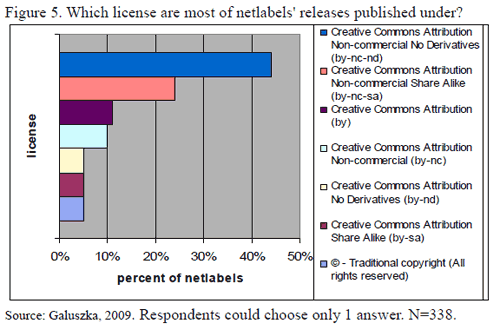 Figure 5. Which license are most of netlabels' releases published under?
license
0%
10%
20%
30%
40%
50%
percent of netlabels
Creative Commons Attribution
Non-commercial No Derivatives
(by-nc-nd)
Creative Commons Attribution
Non-commercial Share Alike
(by-nc-sa)
Creative Commons Attribution
(by)
Creative Commons Attribution
Non-commercial (by-nc)
Creative Commons Attribution
No Derivatives (by-nd)
Creative Commons Attribution
Share Alike (by-sa)
© - Traditional copyright (All
rights reserved)
Source: Galuszka, 2009. Respondents could choose only 1 answer. N=338.